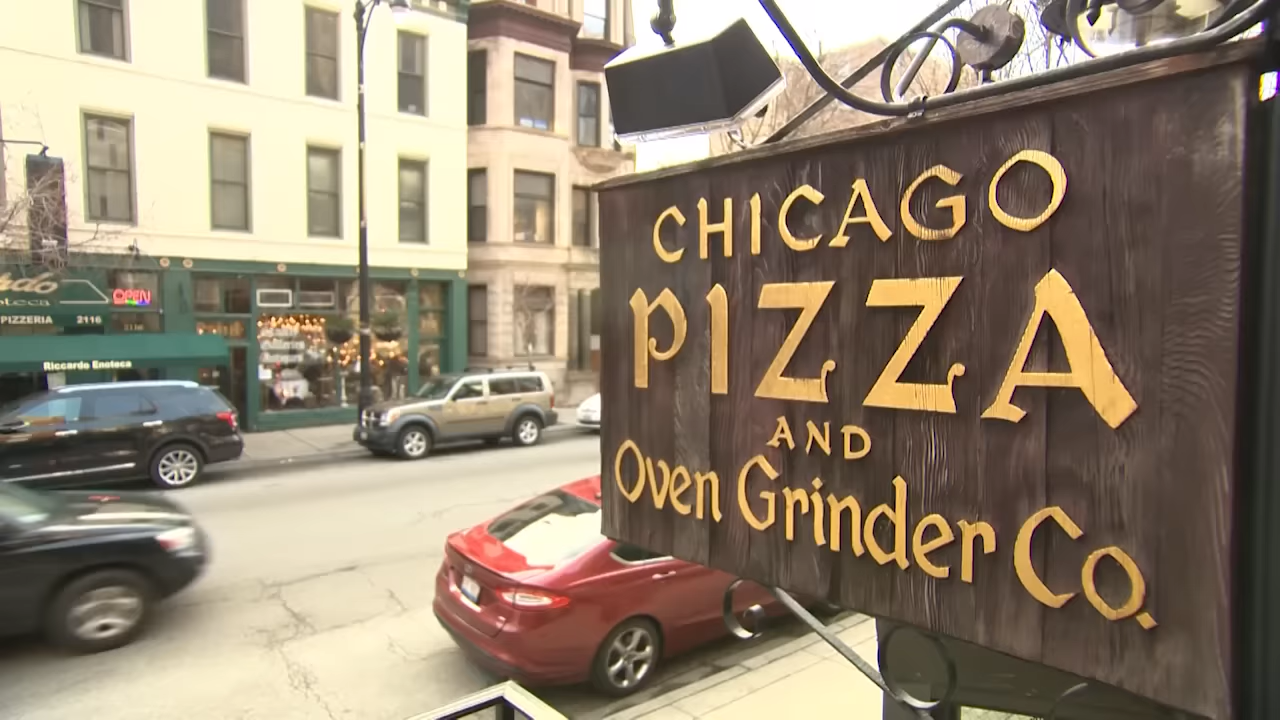 CHICAGO
PIZZA
AND
Oven Grinder Co.
OPEN
PIZZERIA 2116
Riccardo Enoteca